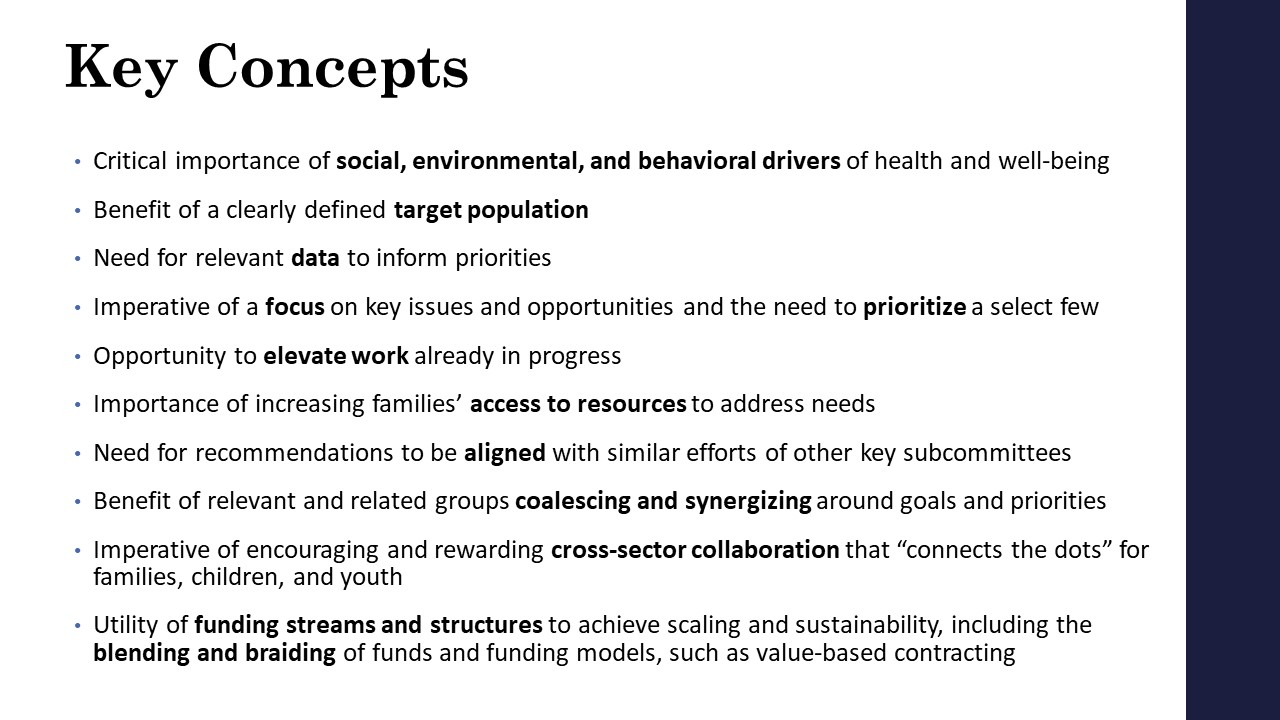 Key Concepts
• Critical importance of social, environmental, and behavioral drivers of health and well-being
• Benefit of a clearly defined target population
• Need for relevant data to inform priorities
• Imperative of a focus on key issues and opportunities and the need to prioritize a select few
• Opportunity to elevate work already in progress
• Importance of increasing families’ access to resources to address needs
• Need for recommendations to be aligned with similar efforts of other key subcommittees
• Benefit of relevant and related groups coalescing and synergizing around goals and priorities
• Imperative of encouraging and rewarding cross-sector collaboration that “connects the dots” for
families, children, and youth
• Utility of funding streams and structures to achieve scaling and sustainability, including the
blending and braiding of funds and funding models, such as value-based contracting